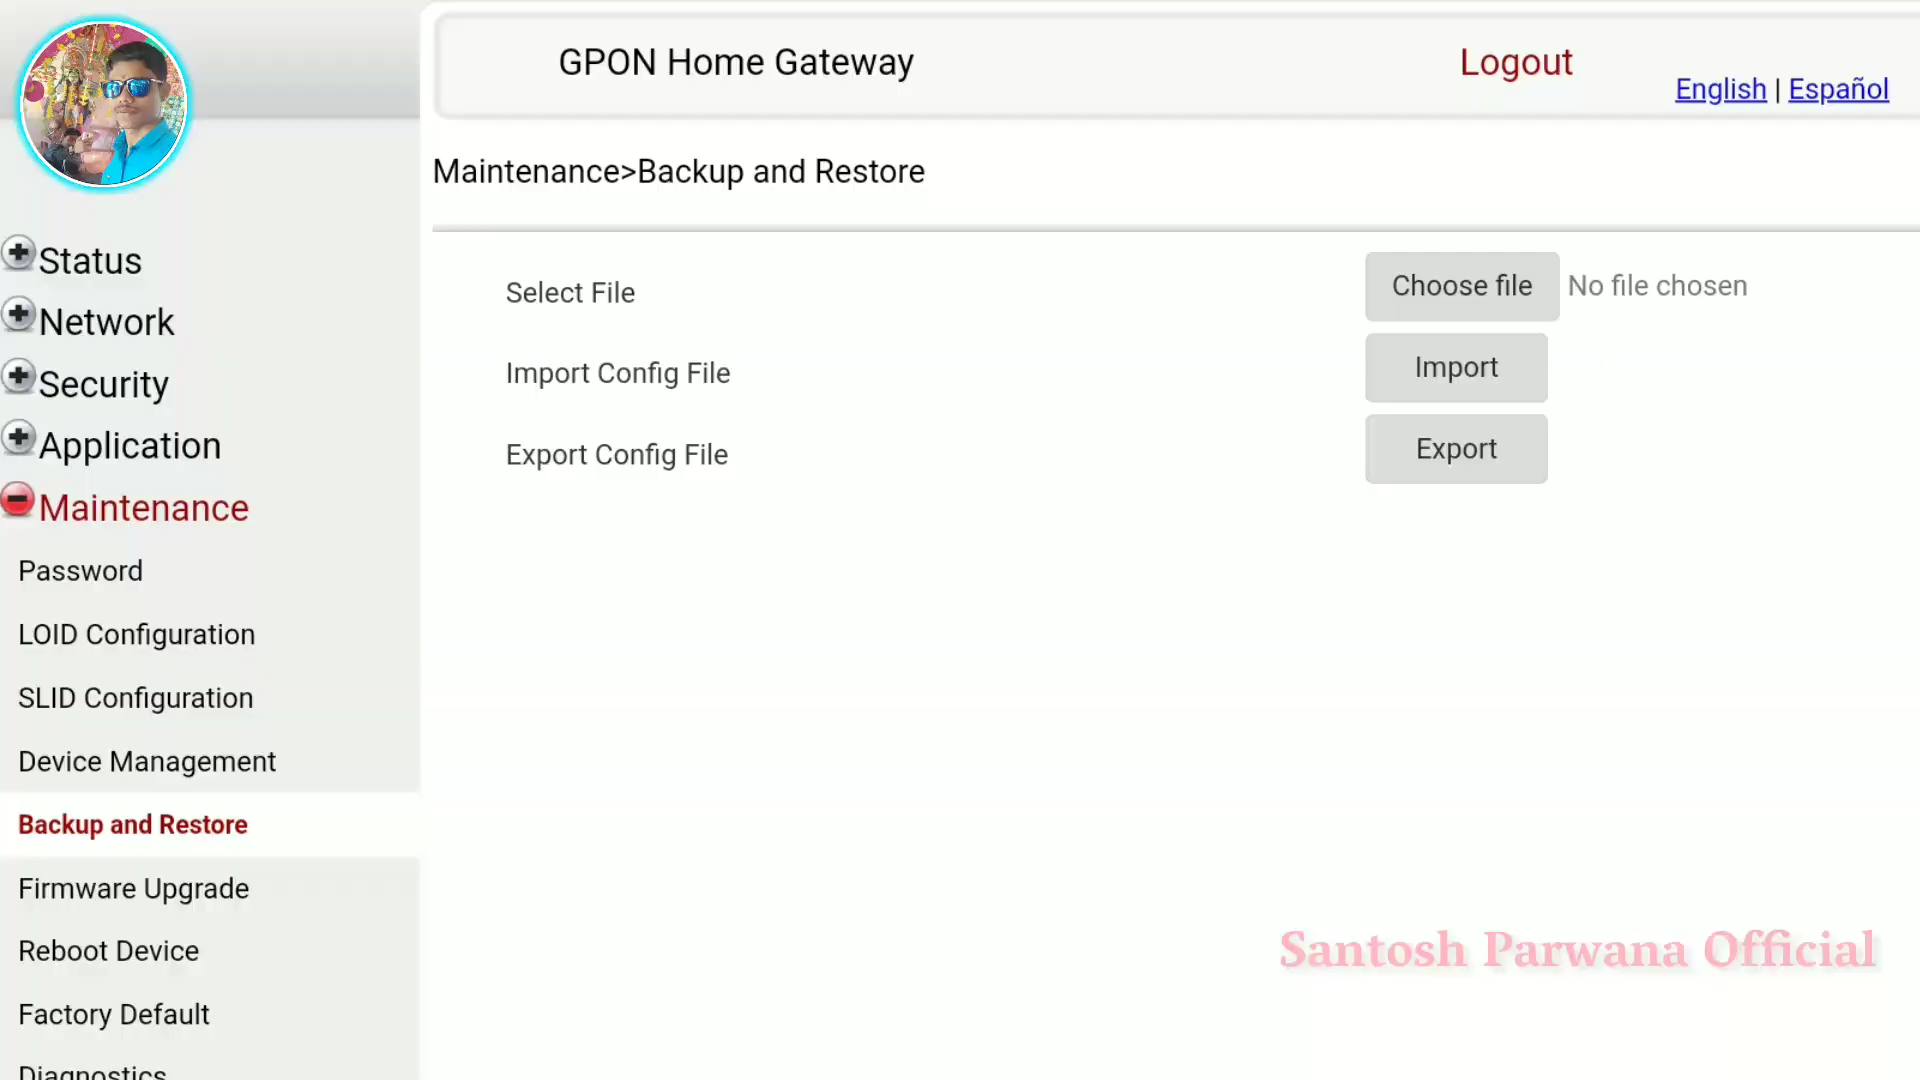 GPON Home Gateway
Logout
English | Español
Maintenance>Backup and Restore
Status
Network
Security
Application
Maintenance
Password
LOID Configuration
SLID Configuration
Device Management
Backup and Restore
Firmware Upgrade
Reboot Device
Factory Default
Diagnostics
Select File
Choose file No file chosen
Import Config File
Import
Export Config File
Export
Santosh Parwana Official